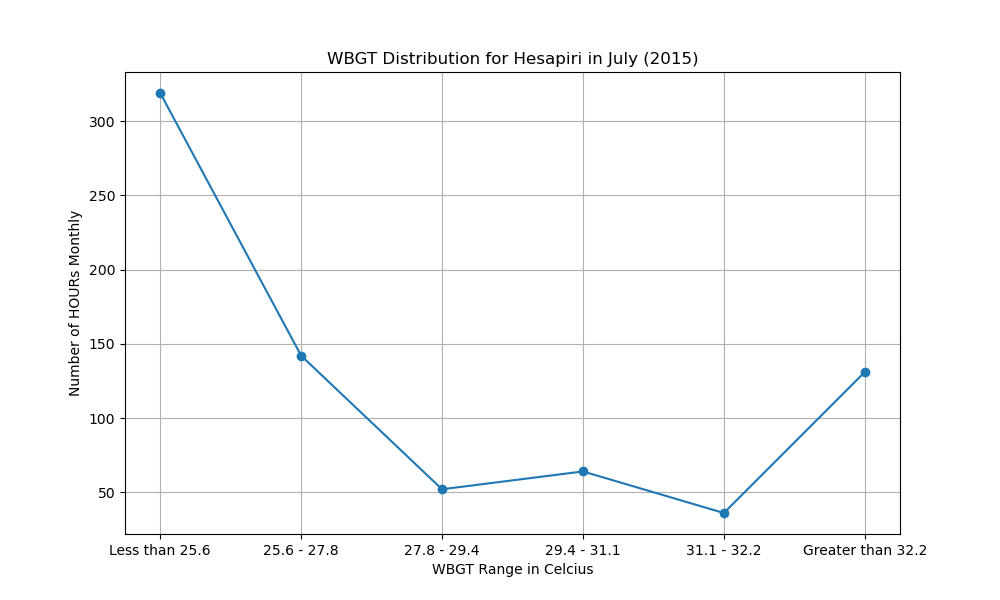 WBGT Distribution for Hesapiri in July (2015)
Number of HOURs Monthly
300
250
200
150
100
50
Less than 25.6 25.6 - 27.8 27.8 - 29.4 29.4 - 31.1 31.1 - 32.2 Greater than 32.2
WBGT Range in Celcius